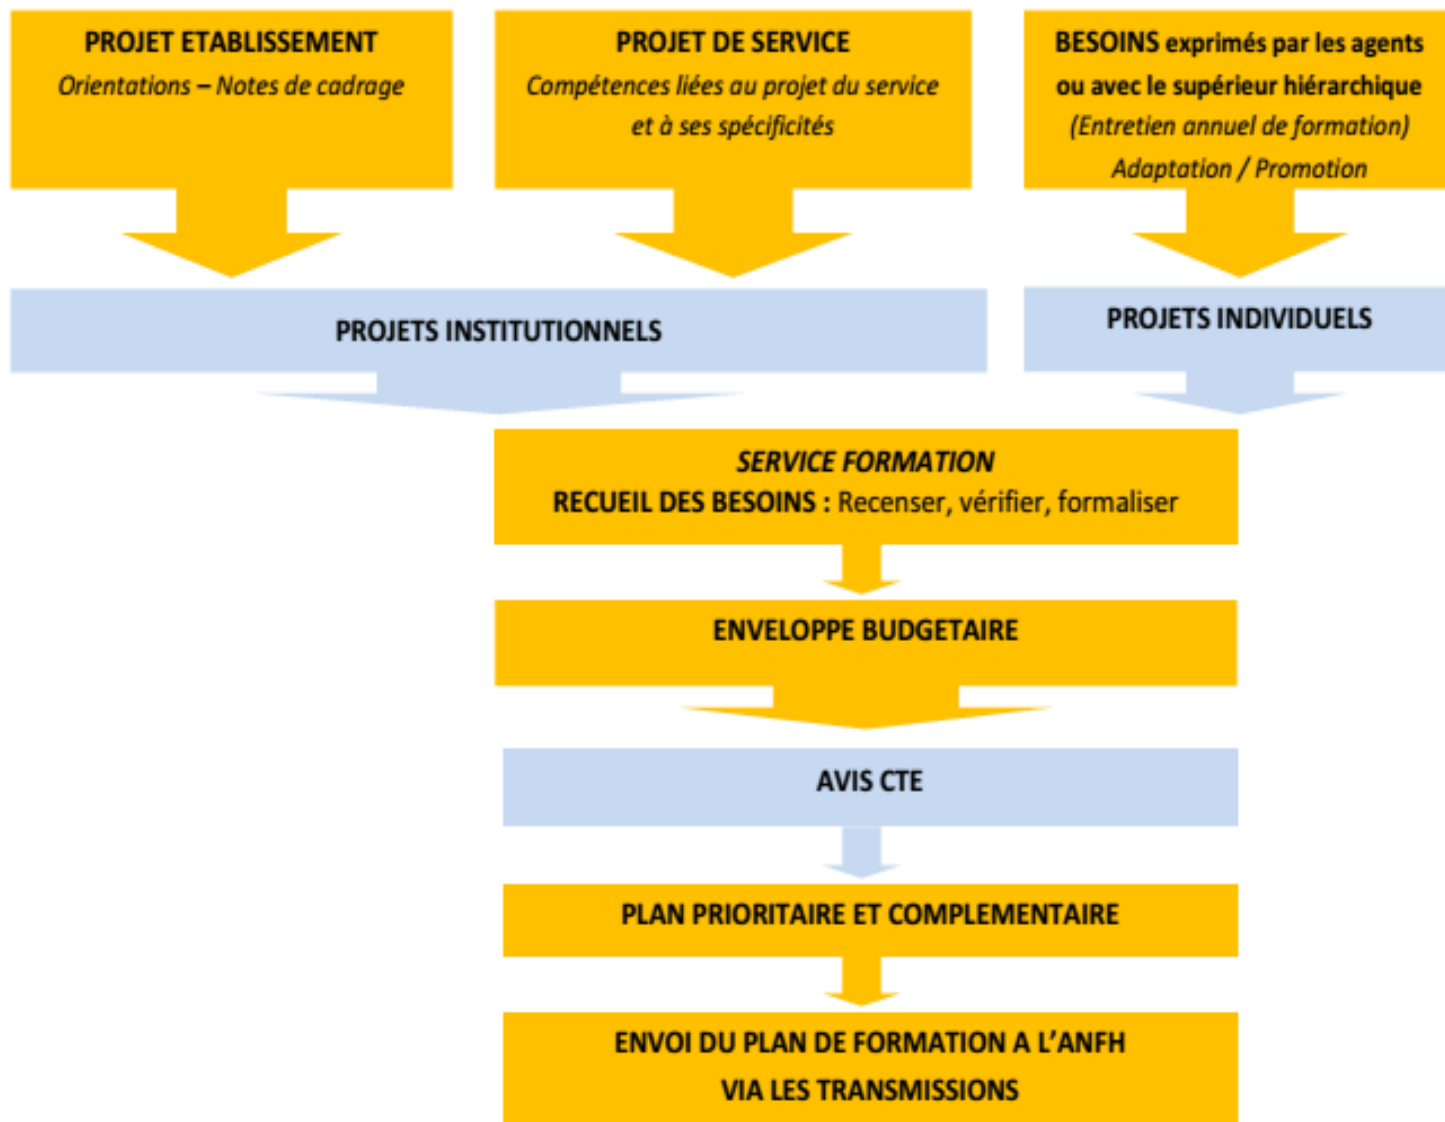 PROJET ETABLISSEMENT
Orientations – Notes de cadrage
PROJET DE SERVICE
Compétences liées au projet du service
et à ses spécificités
BESOINS exprimés par les agents
ou avec le supérieur hiérarchique
(Entretien annuel de formation)
Adaptation / Promotion
PROJETS INSTITUTIONNELS
PROJETS INDIVIDUELS
SERVICE FORMATION
RECUEIL DES BESOINS : Recenser, vérifier, formaliser
ENVELOPPE BUDGETAIRE
AVIS CTE
PLAN PRIORITAIRE ET COMPLEMENTAIRE
ENVOI DU PLAN DE FORMATION A L’ANFH
VIA LES TRANSMISSIONS